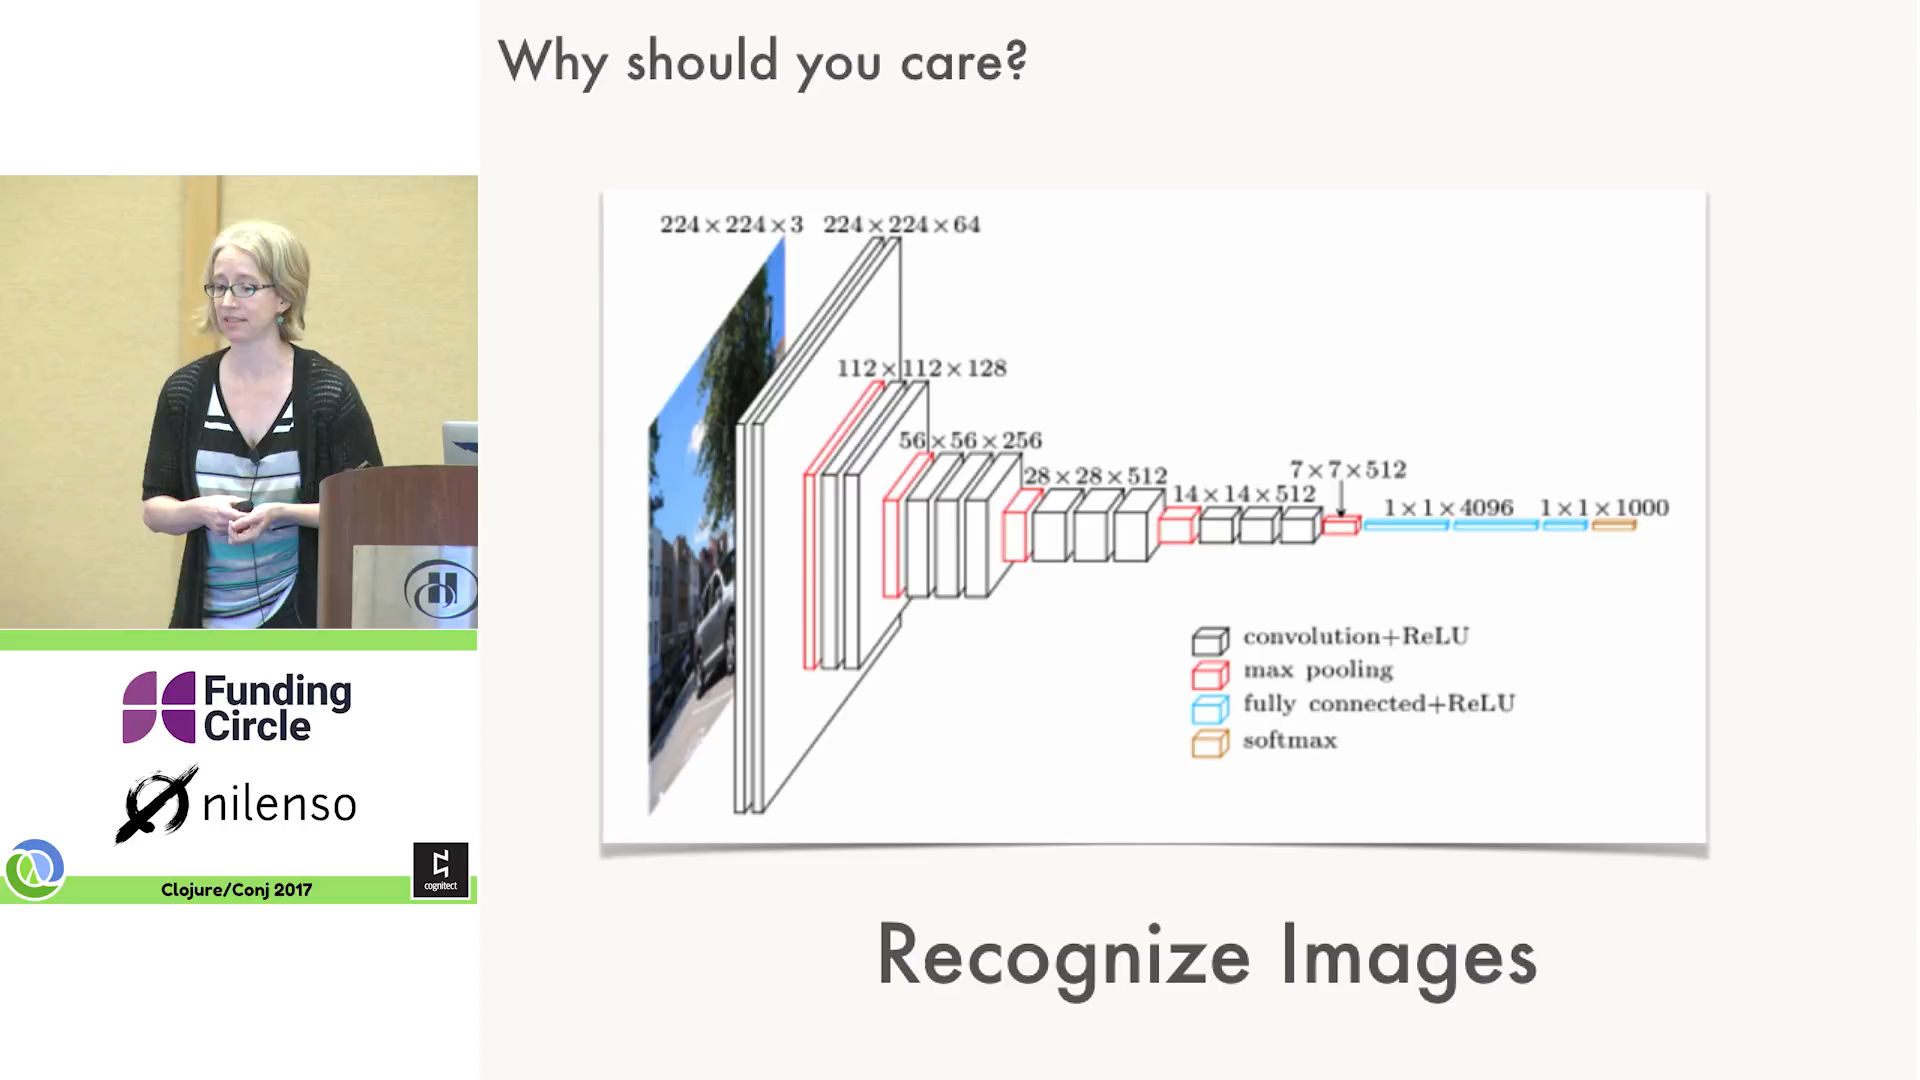 Why should you care?
224×224×3 224×224×64
112×112×128
56×56×256
28×28×512
14×14×512
7×7×512
1×1×4096 1×1×1000
convolution+ReLU
max pooling
fully connected+ReLU
softmax
Recognize Images
Funding
Circle
nilenso
cognitect
Clojure/Conj 2017